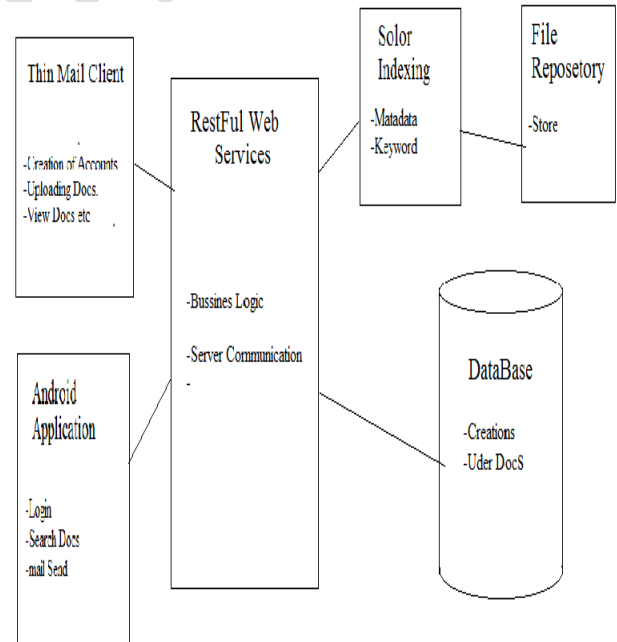 Thin Mail Client
-Creation of Accounts
-Uploading Docs.
-View Docs etc
RestFul Web
Services
-Bussines Logic
-Server Communication
-
Solor
Indexing
-Matadata
-Keyword
File
Reposetory
-Store
Android
Application
-Login
-Search Docs
-mail Send
DataBase
-Creations
-Uder DocS